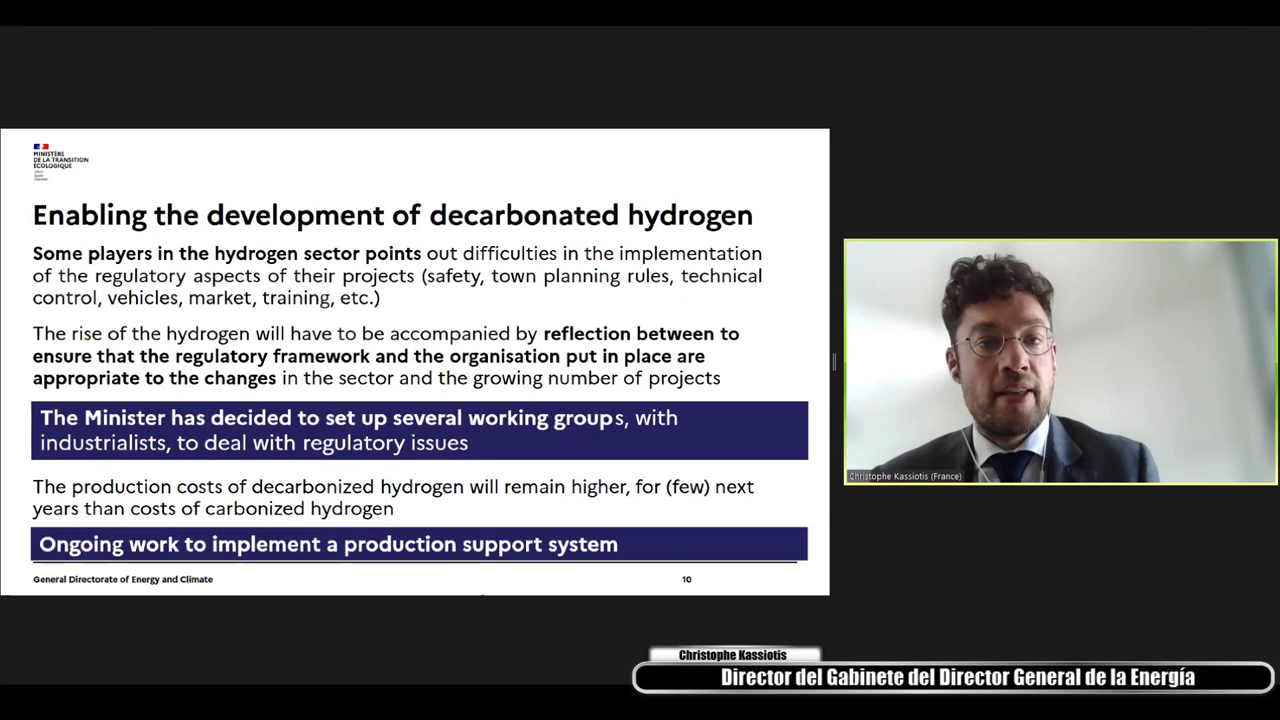 MINISTÈRE
DE LA TRANSITION
ÉCOLOGIQUE
Enabling the development of decarbonated hydrogen
Some players in the hydrogen sector points out difficulties in the implementation
of the regulatory aspects of their projects (safety, town planning rules, technical
control, vehicles, market, training, etc.)
The rise of the hydrogen will have to be accompanied by reflection between to
ensure that the regulatory framework and the organisation put in place are
appropriate to the changes in the sector and the growing number of projects
The Minister has decided to set up several working groups, with
industrialists, to deal with regulatory issues
The production costs of decarbonized hydrogen will remain higher, for (few) next
years than costs of carbonized hydrogen
Ongoing work to implement a production support system
General Directorate of Energy and Climate
10
Christophe Kassiotis (France)
Christophe Kassiotis
Director del Gabinete del Director General de la Energía